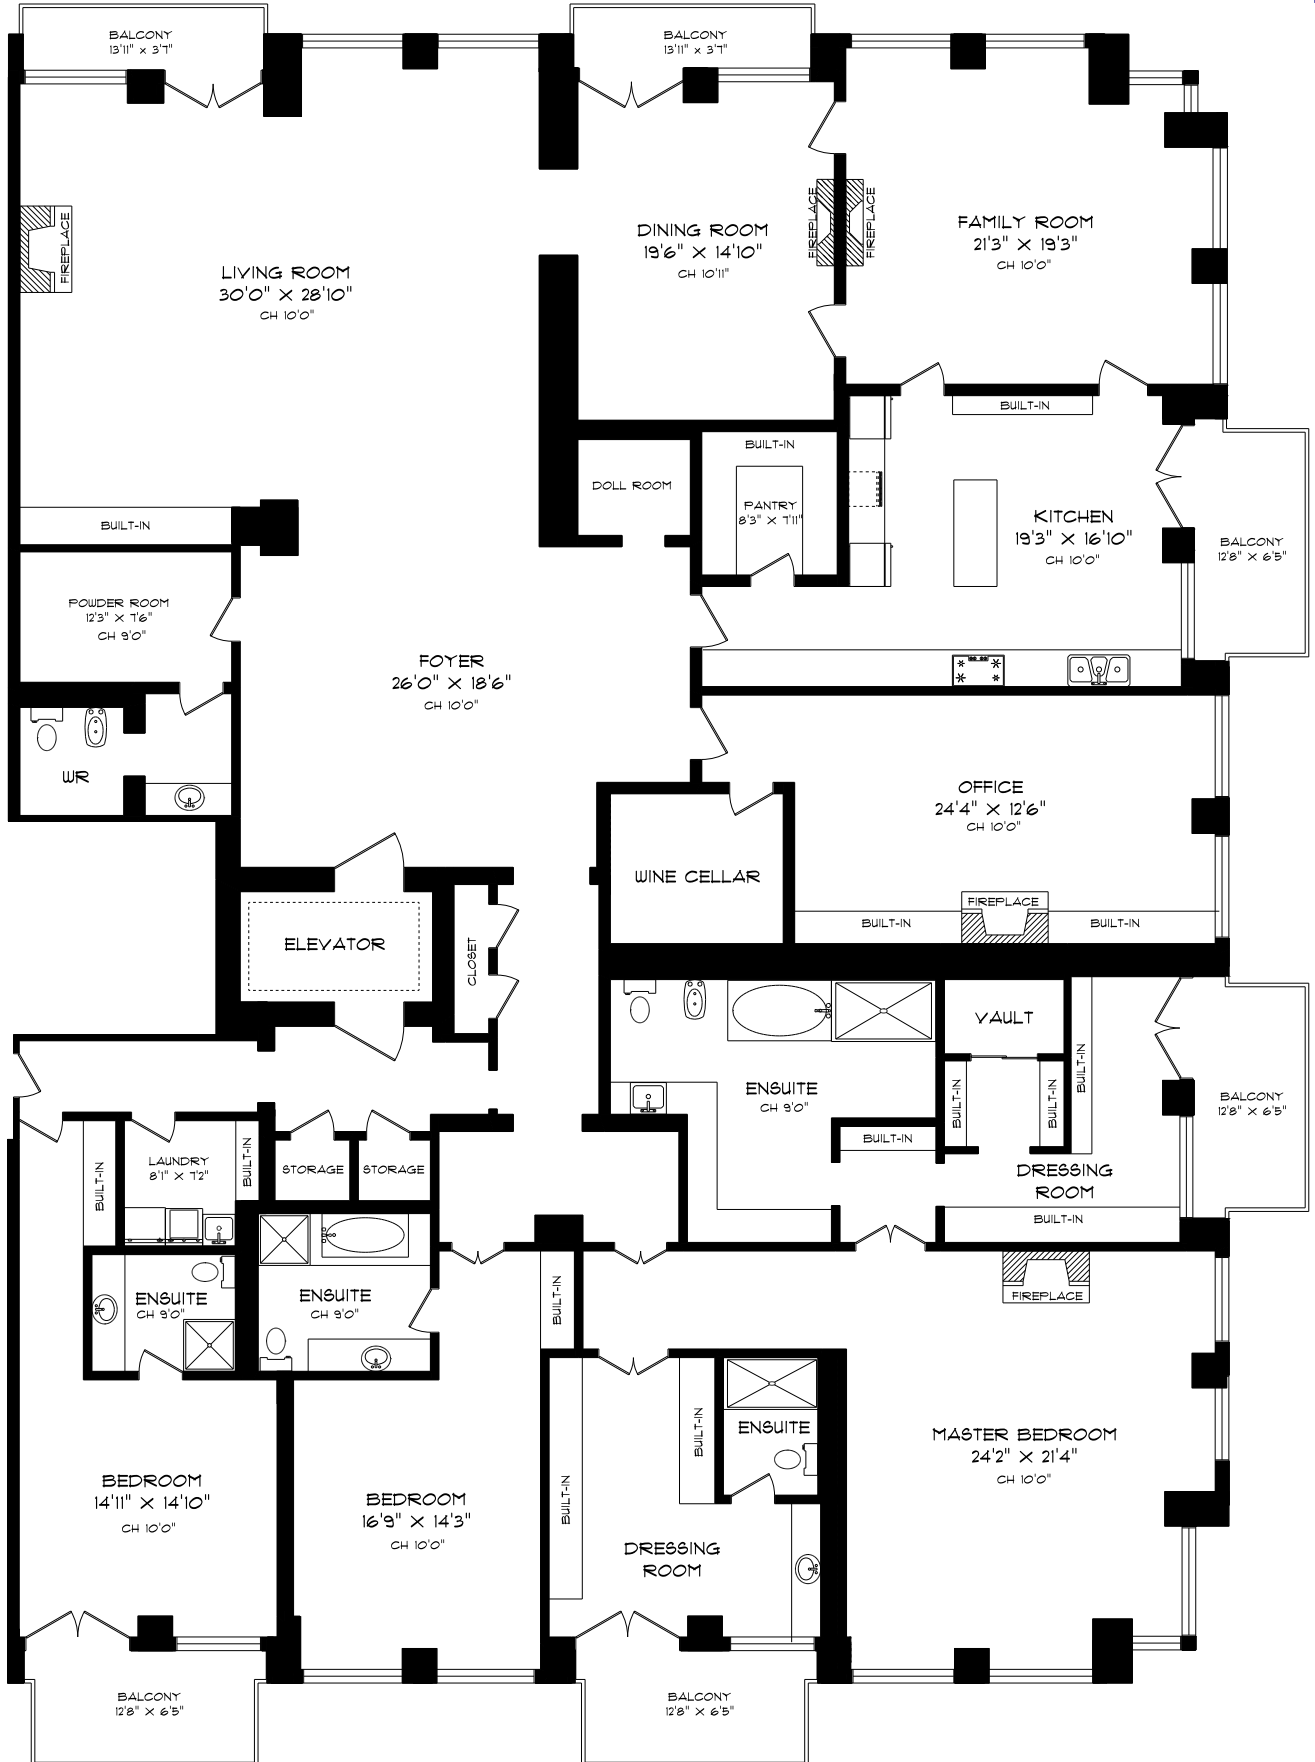 BALCONY
13'11" X 3'7"
BALCONY
13'11" X 3'7"
FIREPLACE
LIVING ROOM
30'0" X 28'10"
CH 10'0"
DINING ROOM
19'6" X 14'10"
CH 10'11"
FIREPLACE
FIREPLACE
FAMILY ROOM
21'3" X 19'3"
CH 10'0"
BUILT-IN
BUILT-IN
DOLL ROOM
BUILT-IN
PANTRY
8'3" X 7'11"
KITCHEN
19'3" X 16'10"
CH 10'0"
BALCONY
12'8" X 6'5"
POWDER ROOM
12'3" X 7'6"
CH 9'0"
FOYER
26'0" X 18'6"
CH 10'0"
WR
OFFICE
24'4" X 12'6"
CH 10'0"
WINE CELLAR
BUILT-IN
FIREPLACE
BUILT-IN
ELEVATOR
CLOSET
ENSUITE
CH 9'0"
VAULT
BUILT-IN
BUILT-IN
BUILT-IN
BALCONY
12'8" X 6'5"
BUILT-IN
DRESSING
ROOM
BUILT-IN
BUILT-IN
LAUNDRY
8'1" X 7'2"
BUILT-IN
STORAGE
STORAGE
ENSUITE
CH 9'0"
ENSUITE
CH 9'0"
BUILT-IN
FIREPLACE
BEDROOM
14'11" X 14'10"
CH 10'0"
BEDROOM
16'9" X 14'3"
CH 10'0"
BUILT-IN
BUILT-IN
ENSUITE
DRESSING
ROOM
MASTER BEDROOM
24'2" X 21'4"
CH 10'0"
BALCONY
12'8" X 6'5"
BALCONY
12'8" X 6'5"